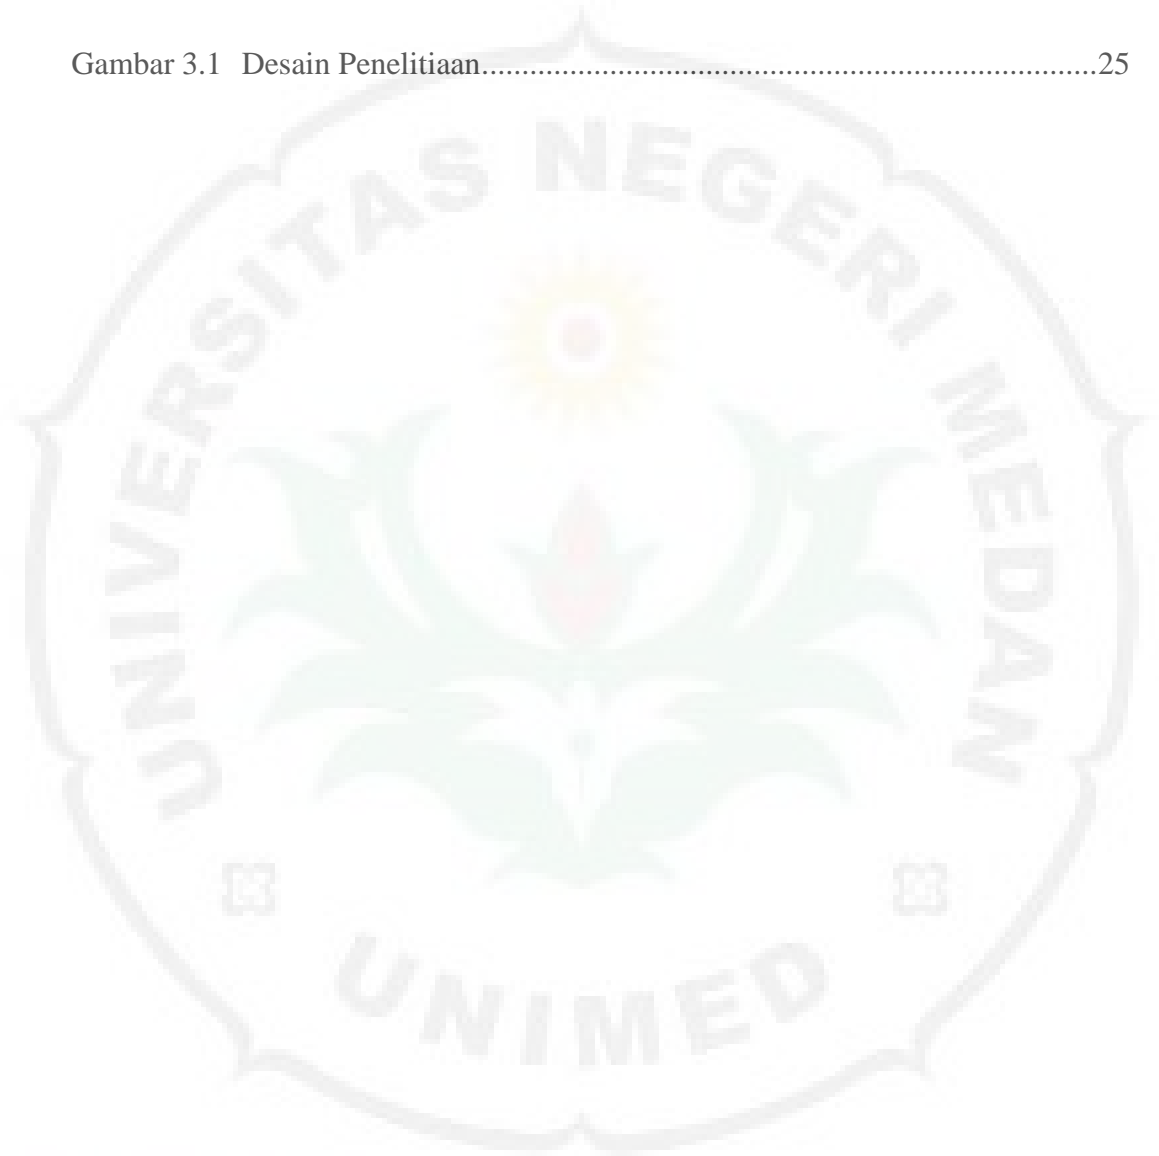 Gambar 3.1 Desain Penelitiaan............................................................................25
UNIVERSITAS NEGERI MEDAN
UNIMED